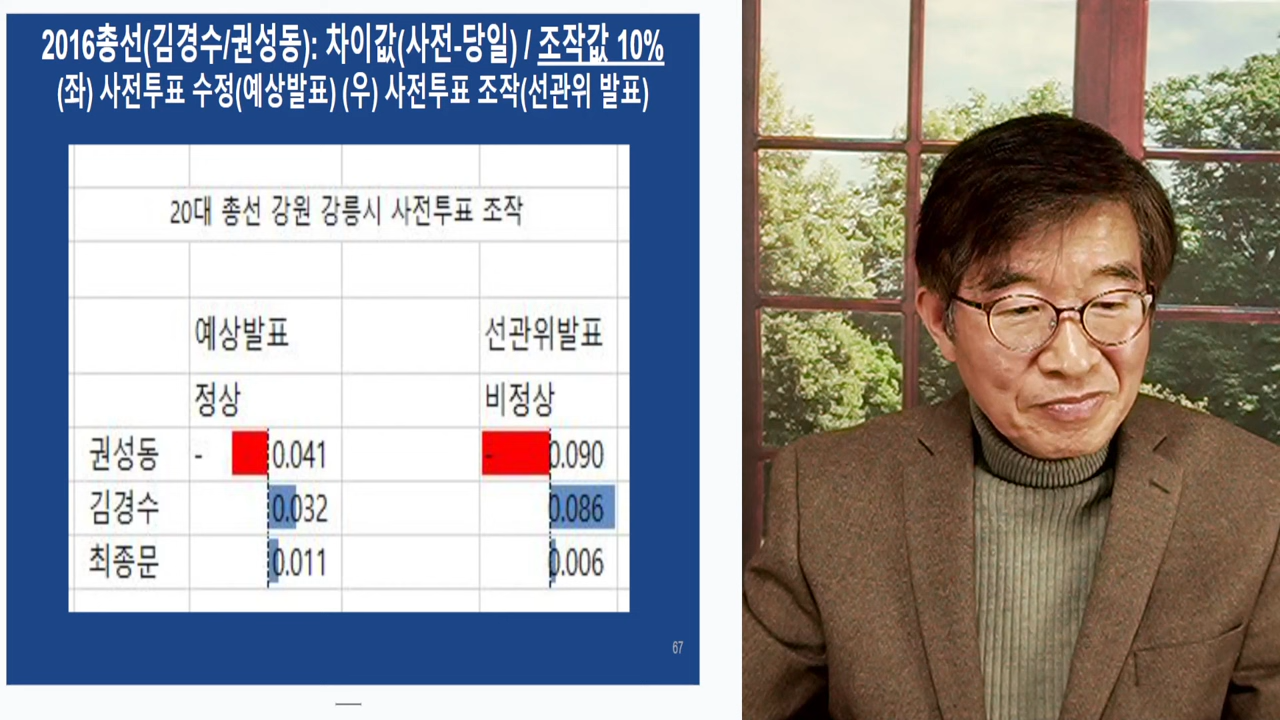 2016총선(김경수/권성동): 차이값(사전-당일) / 조작값 10%
(좌) 사전투표 수정(예상발표) (우) 사전투표 조작(선관위 발표)
20대 총선 강원 강릉시 사전투표 조작
예상발표 선관위발표
정상 비정상
권성동 - 0.041 - 0.090
김경수 0.032 0.086
최종문 0.011 0.006
67